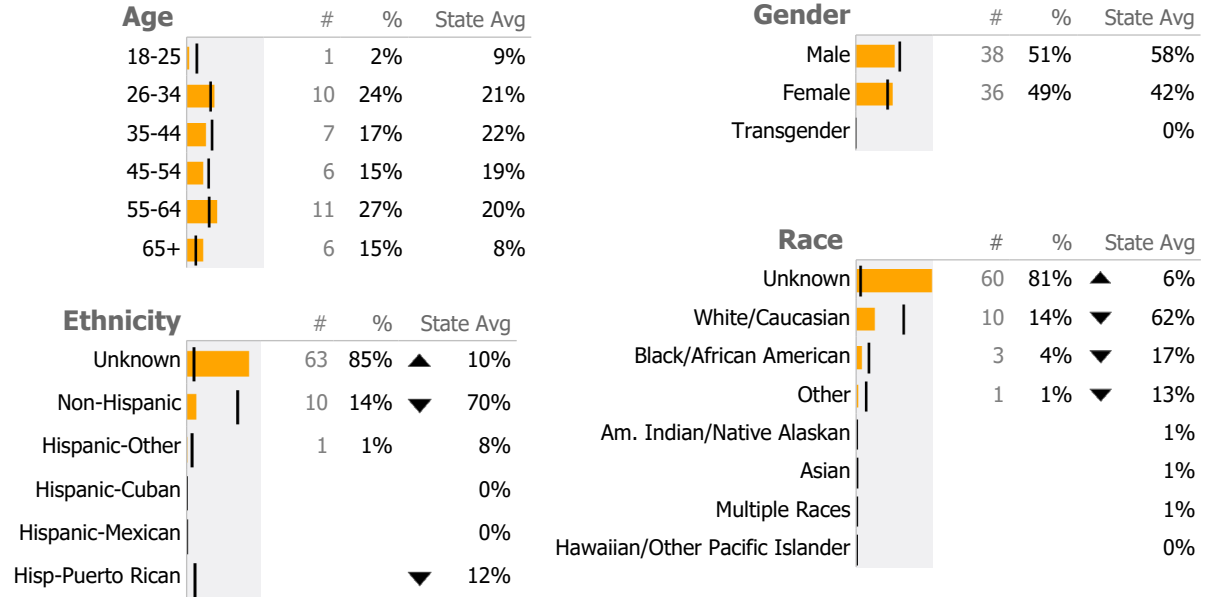 Age # % State Avg
18-25 1 2% 9%
26-34 10 24% 21%
35-44 7 17% 22%
45-54 6 15% 19%
55-64 11 27% 20%
65+ 6 15% 8%
Ethnicity # % State Avg
Unknown 63 85% ▲ 10%
Non-Hispanic 10 14% ▼ 70%
Hispanic-Other 1 1% 8%
Hispanic-Cuban 0%
Hispanic-Mexican 0%
Hisp-Puerto Rican ▼ 12%
Gender # % State Avg
Male 38 51% 58%
Female 36 49% 42%
Transgender 0%
Race # % State Avg
Unknown 60 81% ▲ 6%
White/Caucasian 10 14% ▼ 62%
Black/African American 3 4% ▼ 17%
Other 1 1% ▼ 13%
Am. Indian/Native Alaskan 1%
Asian 1%
Multiple Races 1%
Hawaiian/Other Pacific Islander 0%